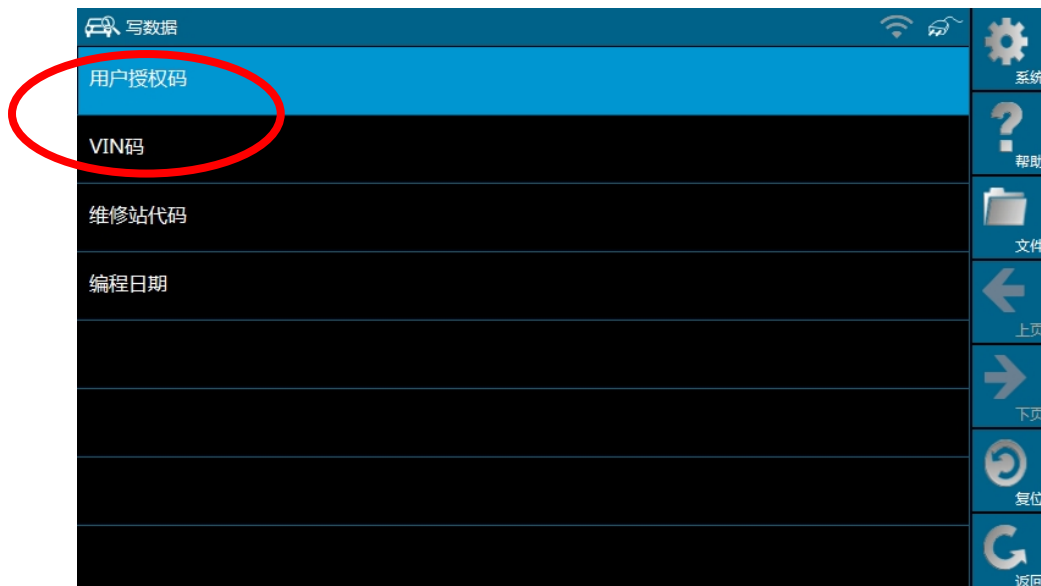 写数据
用户授权码
VIN码
维修站代码
编程日期
系统
帮助
文件
上页
下页
复位
返回